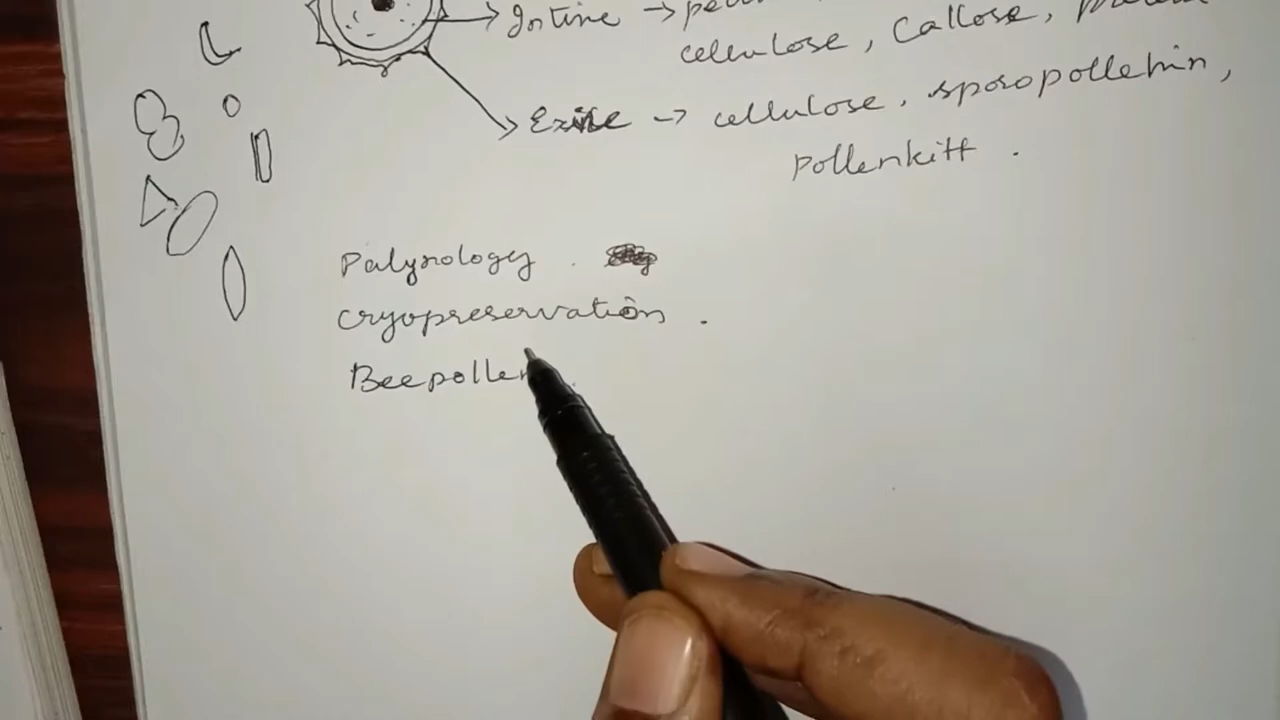 Intine →
cellulose, Callose,
Exine → cellulose, sporopollenin,
pollenkitt.
Palynology.
cryopreservation.
Beepollen